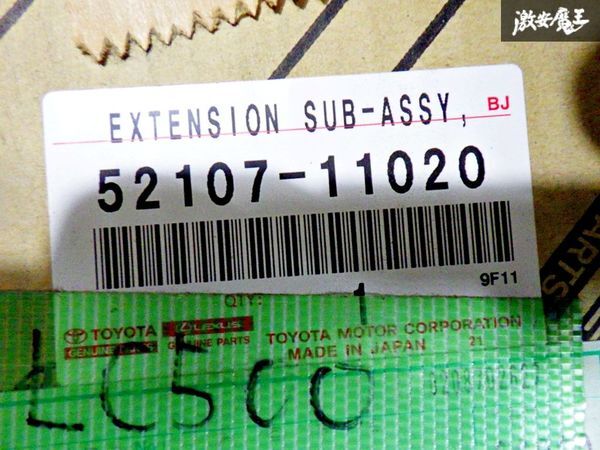 激安魔王
EXTENSION SUB-ASSY, BJ
52107-11020
9F11
QTY: 1
TOYOTA LEXUS TOYOTA MOTOR CORPORATION
GENUINE PARTS GENUINE PARTS MADE IN JAPAN 21
LC500
PARTS